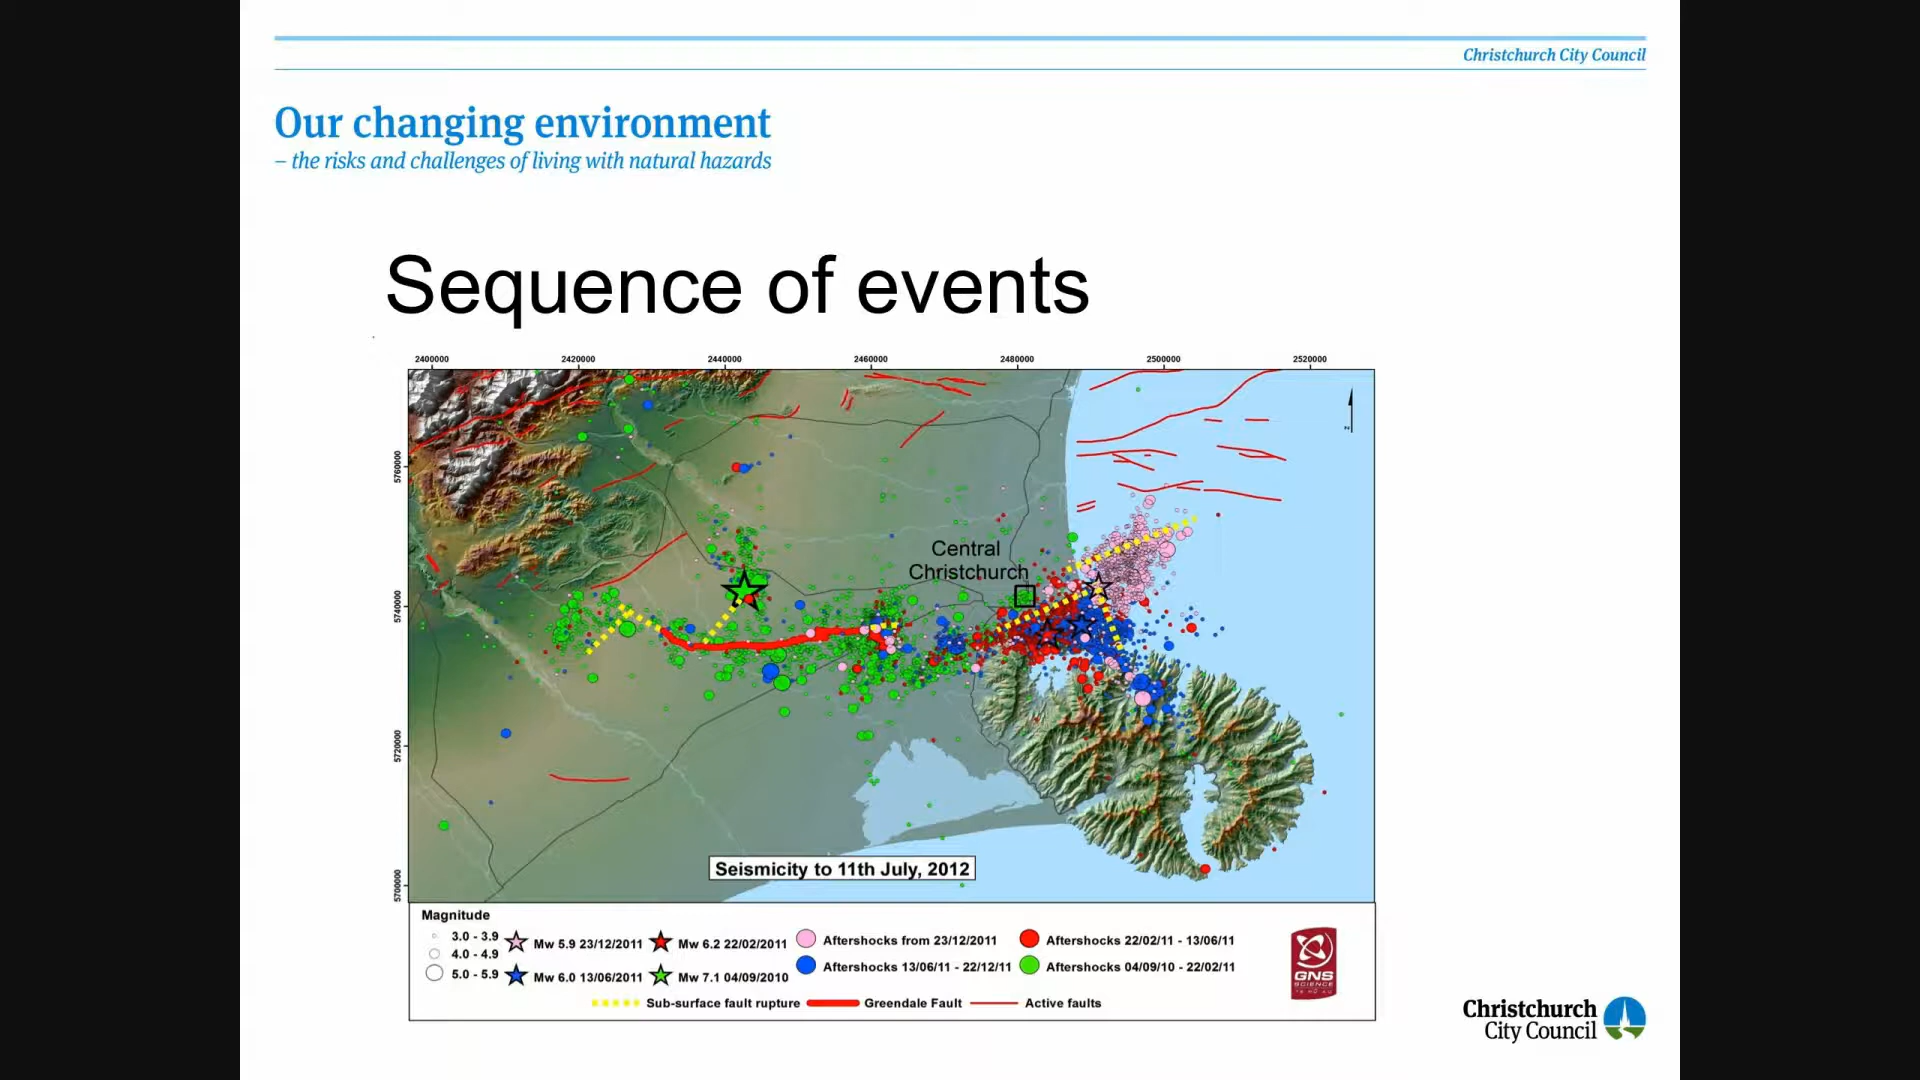 Christchurch City Council
Our changing environment
– the risks and challenges of living with natural hazards
Sequence of events
2400000 2420000 2440000 2460000 2480000 2500000 2520000
5760000
5740000
5720000
5700000
Central
Christchurch
Seismicity to 11th July, 2012
Magnitude
3.0 - 3.9
4.0 - 4.9
5.0 - 5.9
Mw 5.9 23/12/2011
Mw 6.0 13/06/2011
Mw 6.2 22/02/2011
Mw 7.1 04/09/2010
Aftershocks from 23/12/2011
Aftershocks 13/06/11 - 22/12/11
Aftershocks 22/02/11 - 13/06/11
Aftershocks 04/09/10 - 22/02/11
Sub-surface fault rupture
Greendale Fault
Active faults
GNS
SCIENCE
Christchurch
City Council